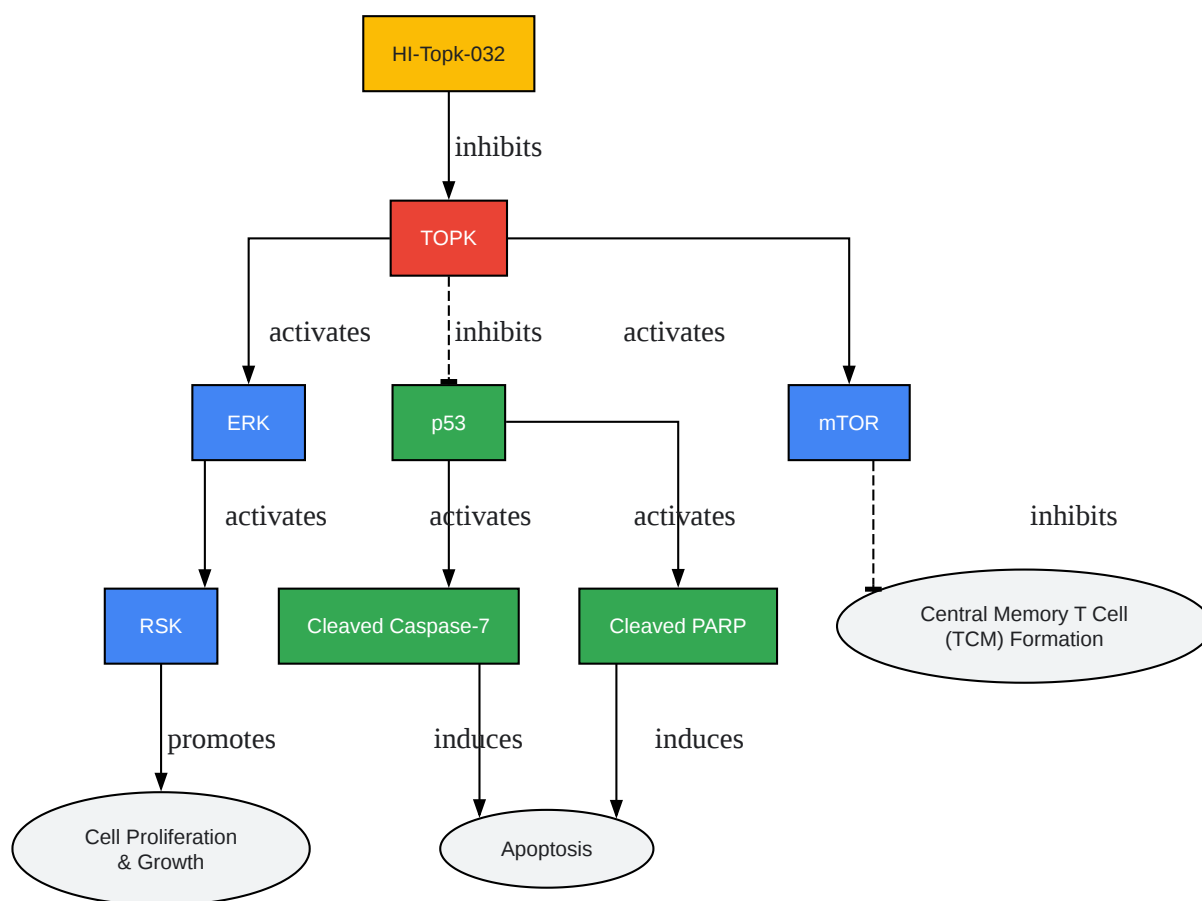 HI-Topk-032
inhibits
TOPK
activates
inhibits
activates
ERK
p53
mTOR
activates
activates
activates
inhibits
RSK
Cleaved Caspase-7
Cleaved PARP
Central Memory T Cell
(TCM) Formation
promotes
induces
induces
Cell Proliferation
& Growth
Apoptosis